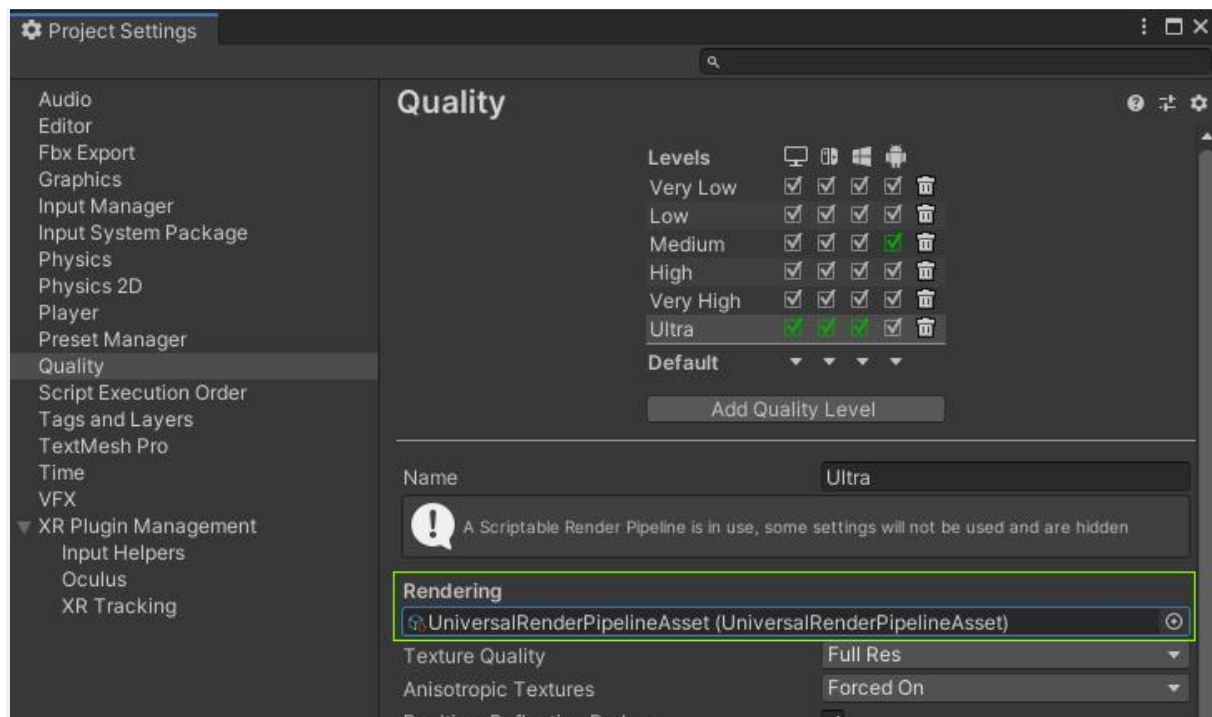 Project Settings
Audio
Editor
Fbx Export
Graphics
Input Manager
Input System Package
Physics
Physics 2D
Player
Preset Manager
Quality
Script Execution Order
Tags and Layers
TextMesh Pro
Time
VFX
XR Plugin Management
Input Helpers
Oculus
XR Tracking
Quality
Levels
Very Low
Low
Medium
High
Very High
Ultra
Default
Add Quality Level
Name Ultra
A Scriptable Render Pipeline is in use, some settings will not be used and are hidden
Rendering
UniversalRenderPipelineAsset (UniversalRenderPipelineAsset)
Texture Quality Full Res
Anisotropic Textures Forced On